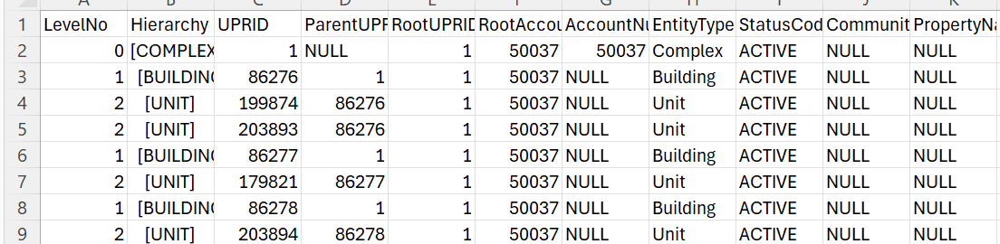 A B C D E F G H I J K
1 LevelNo Hierarchy UPRID ParentUPF RootUPRID RootAccou AccountNu EntityType StatusCod Communit PropertyNa
2 0 [COMPLEX 1 NULL 1 50037 50037 Complex ACTIVE NULL NULL
3 1 [BUILDING 86276 1 1 50037 NULL Building ACTIVE NULL NULL
4 2 [UNIT] 199874 86276 1 50037 NULL Unit ACTIVE NULL NULL
5 2 [UNIT] 203893 86276 1 50037 NULL Unit ACTIVE NULL NULL
6 1 [BUILDING 86277 1 1 50037 NULL Building ACTIVE NULL NULL
7 2 [UNIT] 179821 86277 1 50037 NULL Unit ACTIVE NULL NULL
8 1 [BUILDING 86278 1 1 50037 NULL Building ACTIVE NULL NULL
9 2 [UNIT] 203894 86278 1 50037 NULL Unit ACTIVE NULL NULL